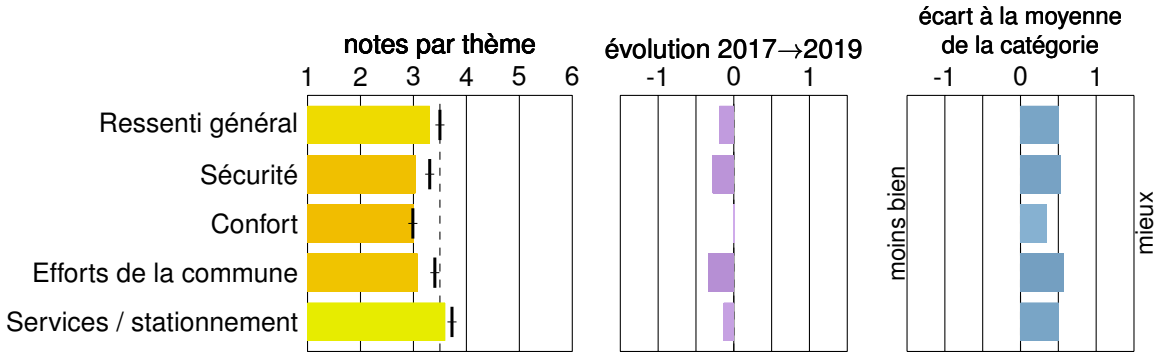 notes par thème
1 2 3 4 5 6
évolution 2017→2019
-1 0 1
écart à la moyenne
de la catégorie
-1 0 1
Ressenti général
Sécurité
Confort
Efforts de la commune
Services / stationnement
moins bien
mieux